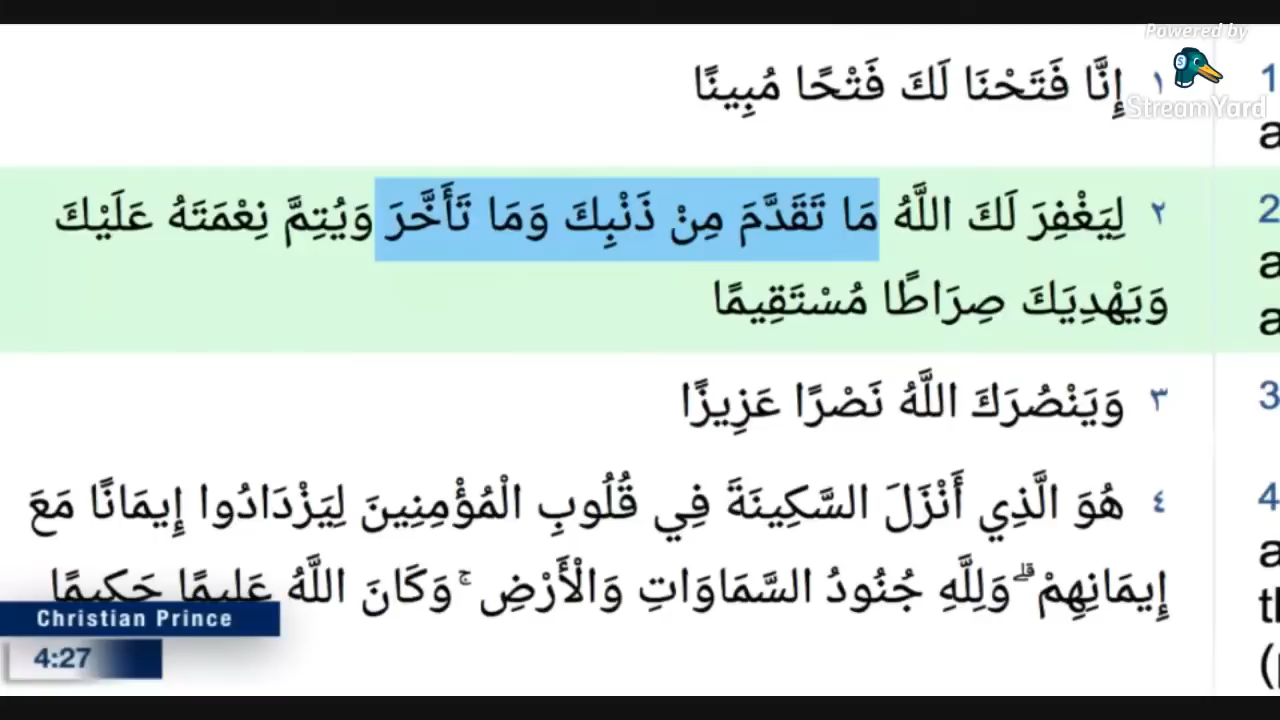 Powered by
StreamYard
١ إِنَّا فَتَحْنَا لَكَ فَتْحًا مُبِينًا
1
a
٢ لِيَغْفِرَ لَكَ اللَّهُ مَا تَقَدَّمَ مِنْ ذَنْبِكَ وَمَا تَأَخَّرَ وَيُتِمَّ نِعْمَتَهُ عَلَيْكَ
2
a
وَيَهْدِيَكَ صِرَاطًا مُسْتَقِيمًا
a
٣ وَيَنْصُرَكَ اللَّهُ نَصْرًا عَزِيزًا
3
٤ هُوَ الَّذِي أَنْزَلَ السَّكِينَةَ فِي قُلُوبِ الْمُؤْمِنِينَ لِيَزْدَادُوا إِيمَانًا مَعَ
4
a
إِيمَانِهِمْ ۗ وَلِلَّهِ جُنُودُ السَّمَاوَاتِ وَالْأَرْضِ ۚ وَكَانَ اللَّهُ عَلِيمًا حَكِيمًا
Christian Prince
4:27